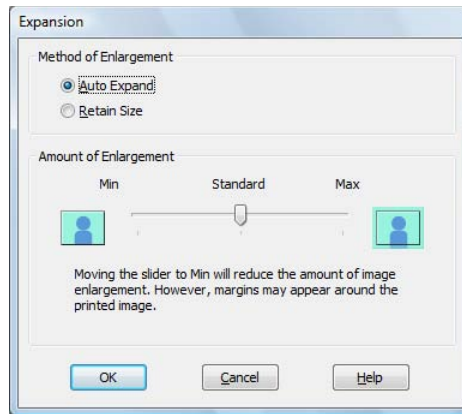 Expansion
Method of Enlargement
Auto Expand
Retain Size
Amount of Enlargement
Min Standard Max
Moving the slider to Min will reduce the amount of image
enlargement. However, margins may appear around the
printed image.
OK Cancel Help